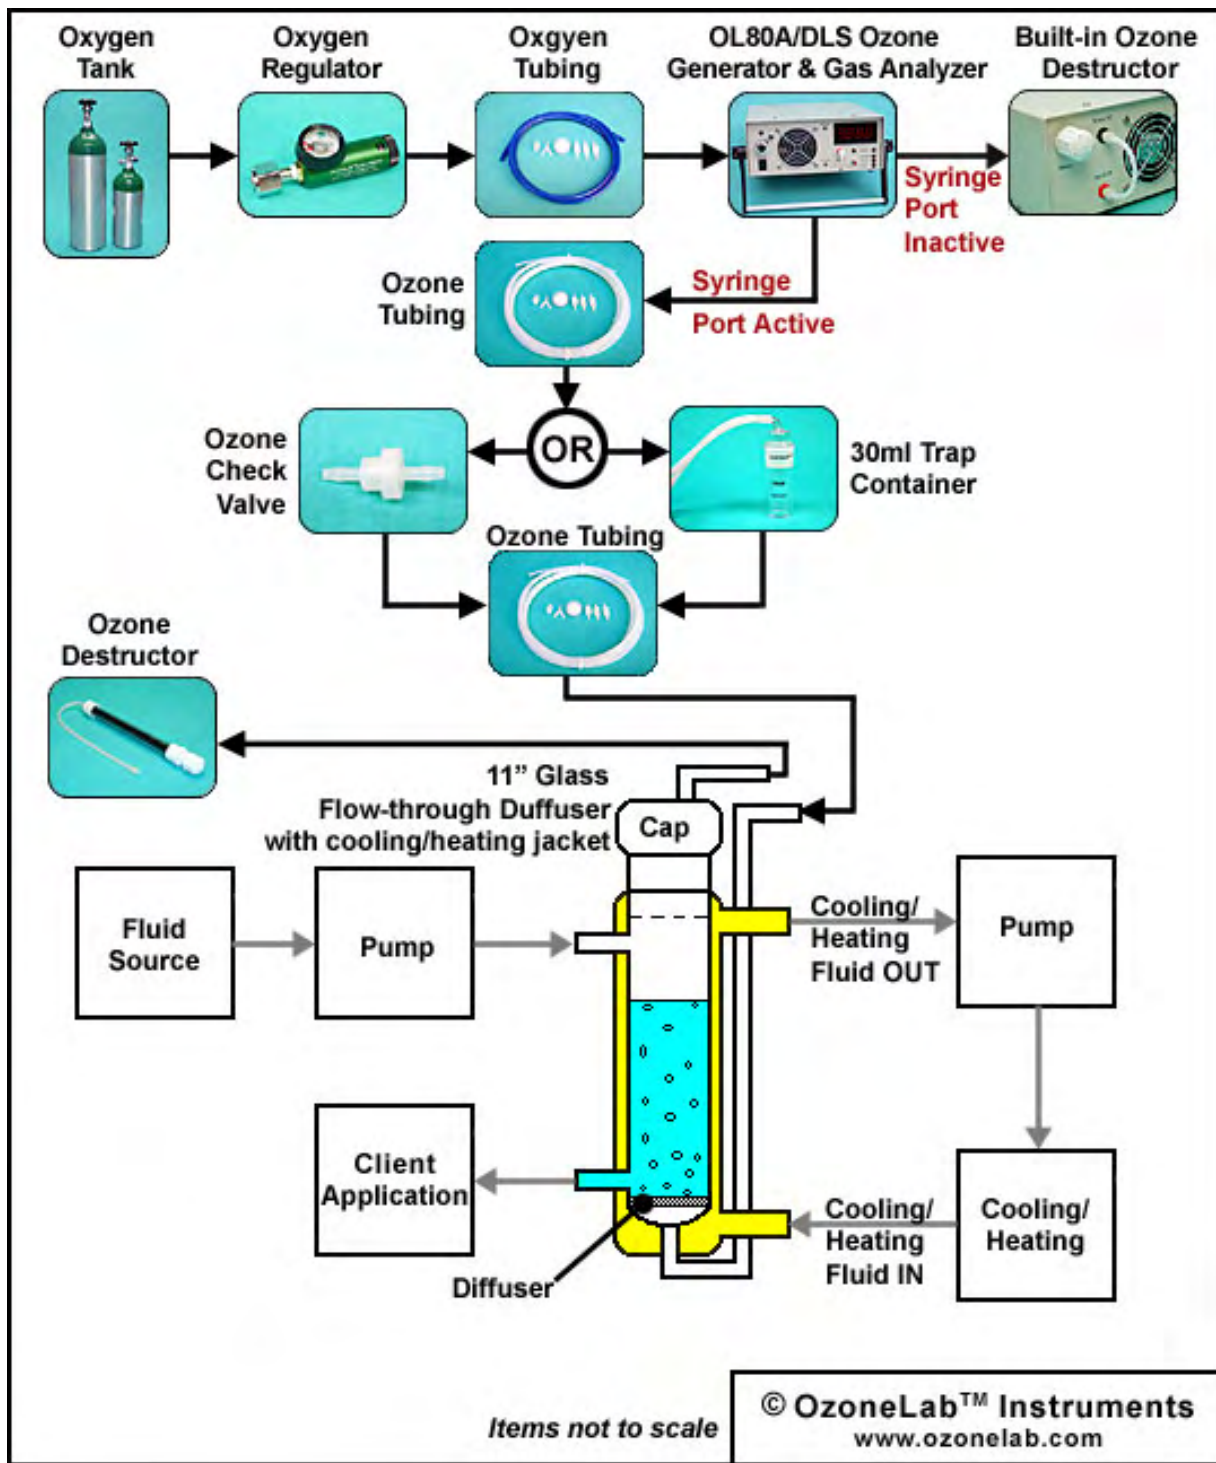 Oxygen
Tank
Oxygen
Regulator
Oxgyen
Tubing
OL80A/DLS Ozone
Generator & Gas Analyzer
Built-in Ozone
Destructor
Syringe
Port
Inactive
Ozone
Tubing
Syringe
Port Active
Ozone
Check
Valve
OR
30ml Trap
Container
Ozone Tubing
Ozone
Destructor
11” Glass
Flow-through Duffuser
with cooling/heating jacket
Cap
Fluid
Source
Pump
Cooling/
Heating
Fluid OUT
Pump
Client
Application
Cooling/
Heating
Fluid IN
Cooling/
Heating
Diffuser
Items not to scale
© OzoneLab™ Instruments
www.ozonelab.com